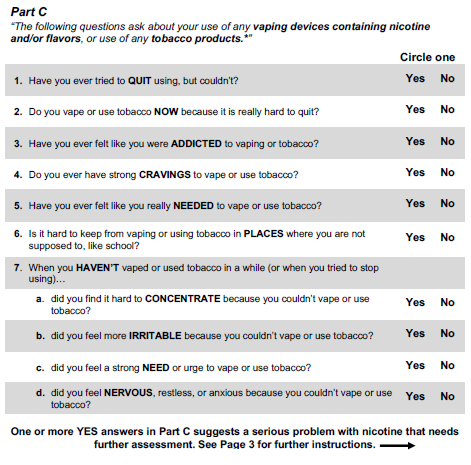 Part C
“The following questions ask about your use of any vaping devices containing nicotine
and/or flavors, or use of any tobacco products.*”
Circle one
1. Have you ever tried to QUIT using, but couldn’t? Yes No
2. Do you vape or use tobacco NOW because it is really hard to quit? Yes No
3. Have you ever felt like you were ADDICTED to vaping or tobacco? Yes No
4. Do you ever have strong CRAVINGS to vape or use tobacco? Yes No
5. Have you ever felt like you really NEEDED to vape or use tobacco? Yes No
6. Is it hard to keep from vaping or using tobacco in PLACES where you are not
supposed to, like school? Yes No
7. When you HAVEN’T vaped or used tobacco in a while (or when you tried to stop
using)…
a. did you find it hard to CONCENTRATE because you couldn’t vape or use
tobacco? Yes No
b. did you feel more IRRITABLE because you couldn’t vape or use tobacco? Yes No
c. did you feel a strong NEED or urge to vape or use tobacco? Yes No
d. did you feel NERVOUS, restless, or anxious because you couldn’t vape or use
tobacco? Yes No
One or more YES answers in Part C suggests a serious problem with nicotine that needs
further assessment. See Page 3 for further instructions.